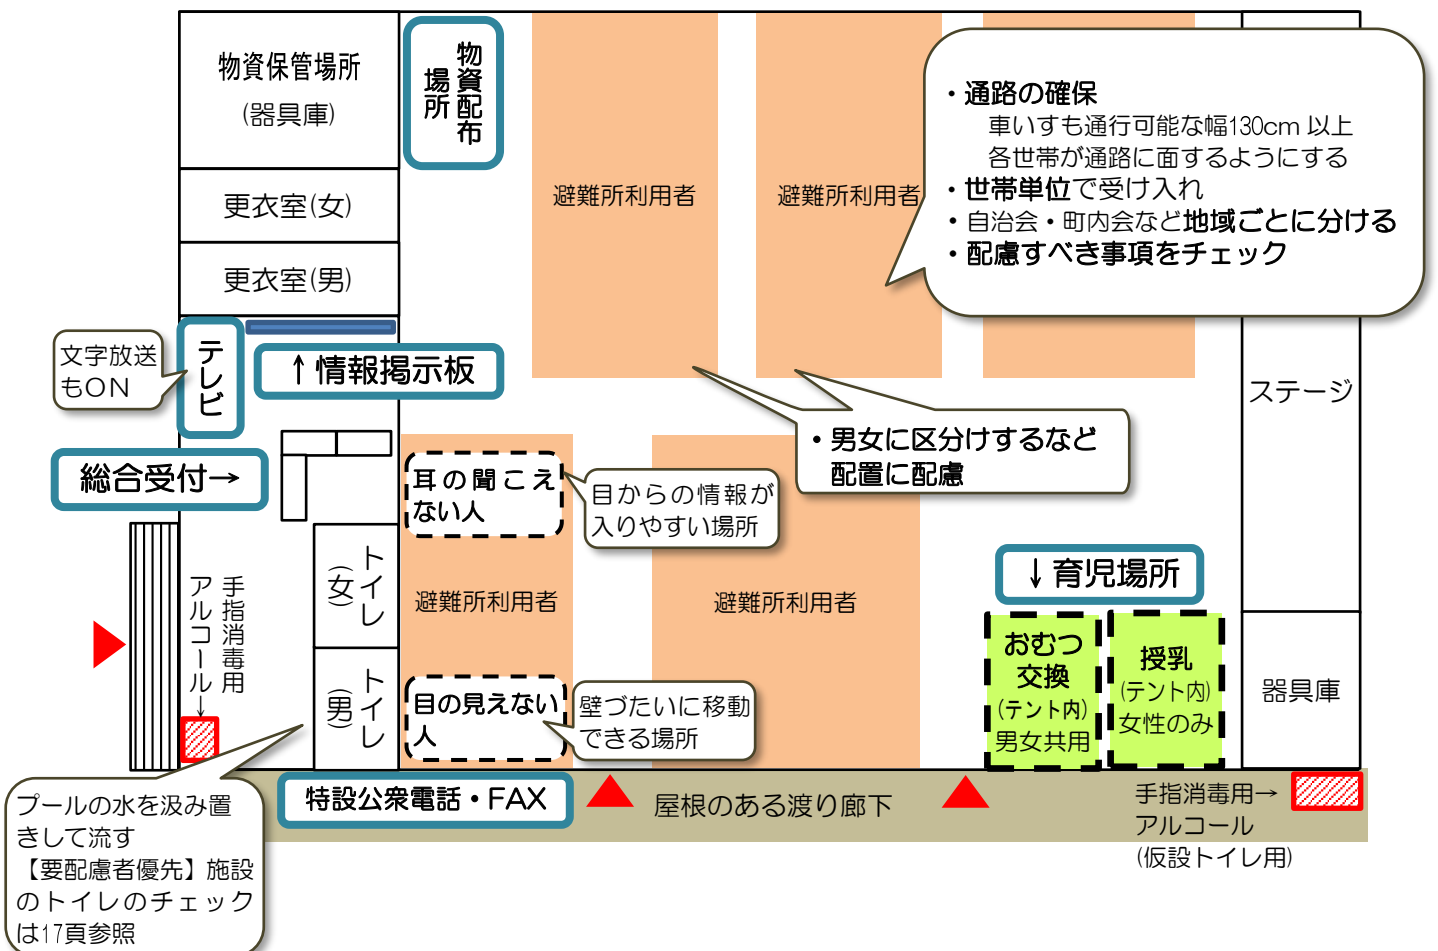 物資保管場所
(器具庫)
物資配布
場所
・通路の確保
車いすも通行可能な幅130cm 以上
各世帯が通路に面するようにする
・世帯単位で受け入れ
・自治会・町内会など地域ごとに分ける
・配慮すべき事項をチェック
避難所利用者
避難所利用者
更衣室(女)
更衣室(男)
文字放送
もON
テレビ
↑情報掲示板
ステージ
・男女に区分けするなど
配置に配慮
総合受付→
耳の聞こえ
ない人
目からの情報が
入りやすい場所
トイレ
(女)
手指消毒用
アルコール→
避難所利用者
避難所利用者
↓育児場所
おむつ
交換
(テント内)
男女共用
授乳
(テント内)
女性のみ
器具庫
トイレ
(男)
目の見えない
人
壁づたいに移動
できる場所
特設公衆電話・FAX
屋根のある渡り廊下
手指消毒用→
アルコール
(仮設トイレ用)
プールの水を汲み置
きして流す
【要配慮者優先】施設
のトイレのチェック
は17頁参照